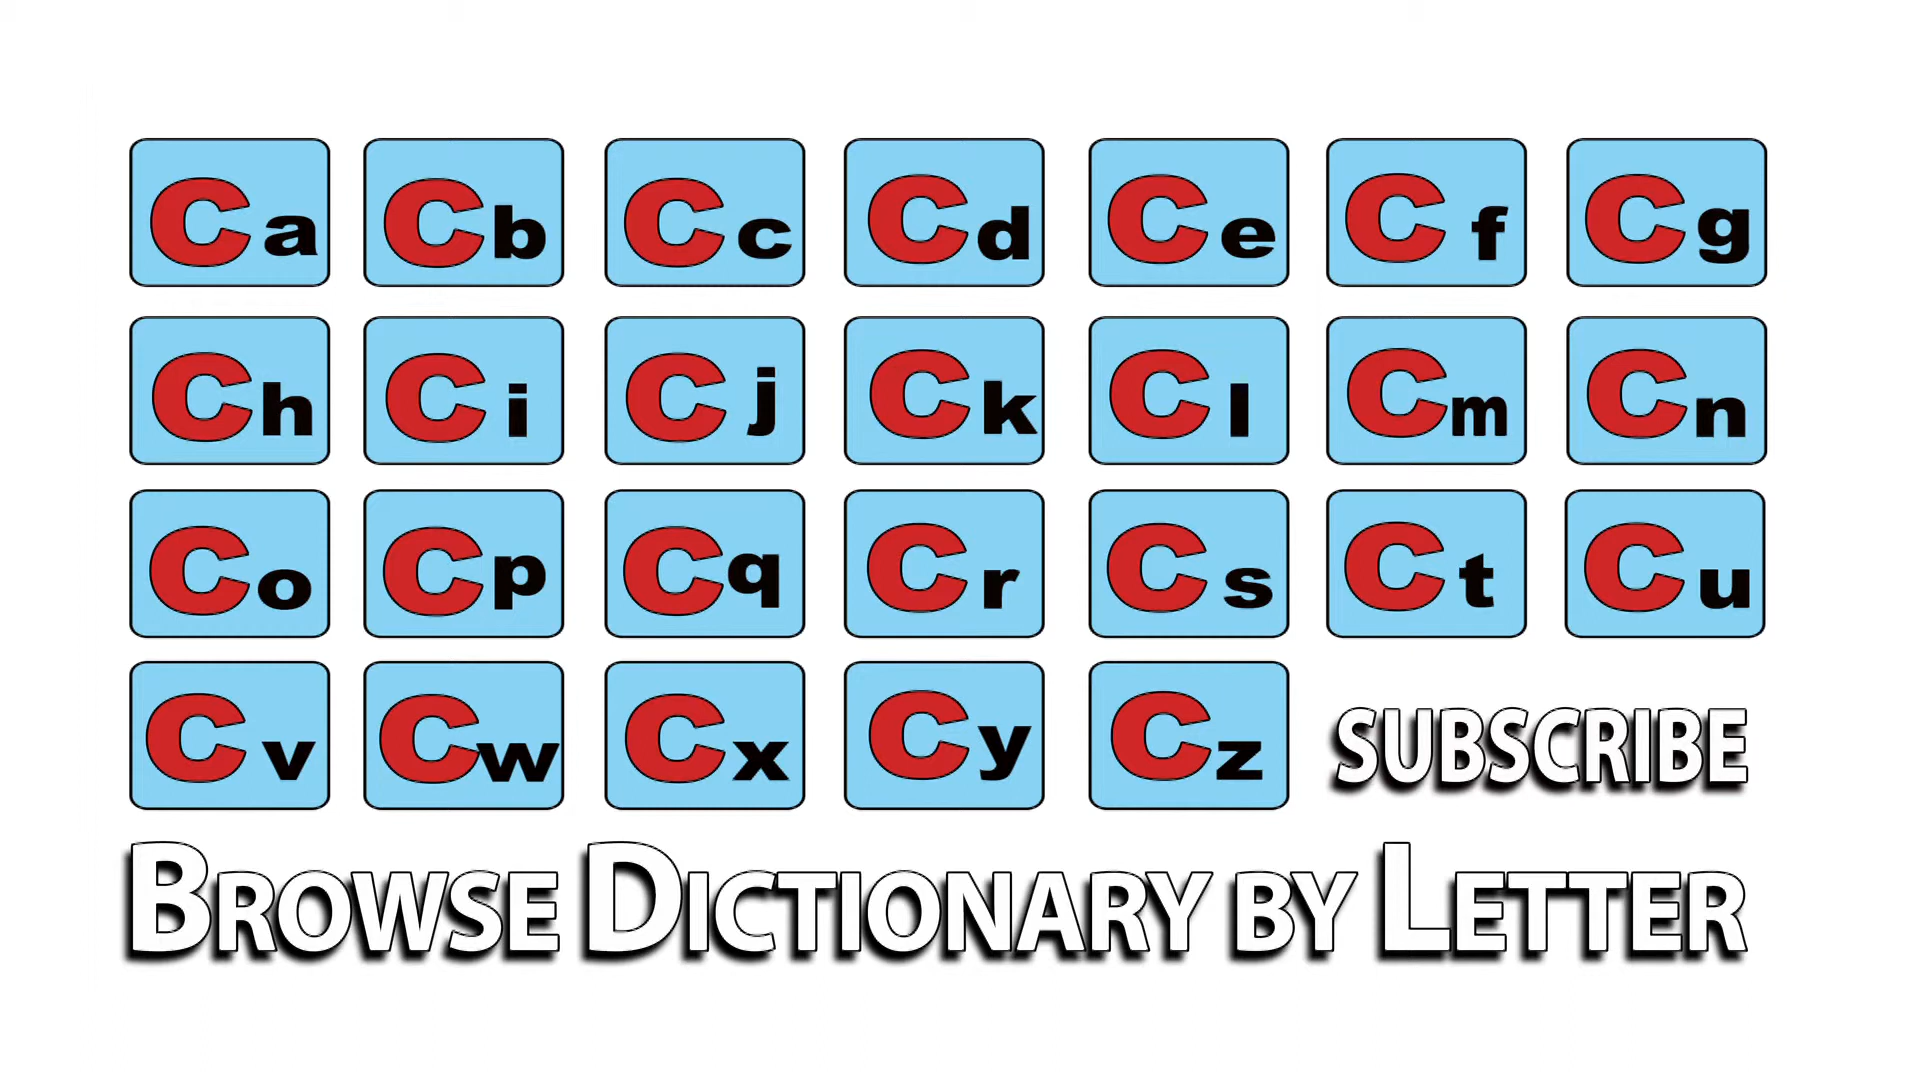 Ca Cb Cc Cd Ce Cf Cg
Ch Ci Cj Ck Cl Cm Cn
Co Cp Cq Cr Cs Ct Cu
Cv Cw Cx Cy Cz SUBSCRIBE
BROWSE DICTIONARY BY LETTER